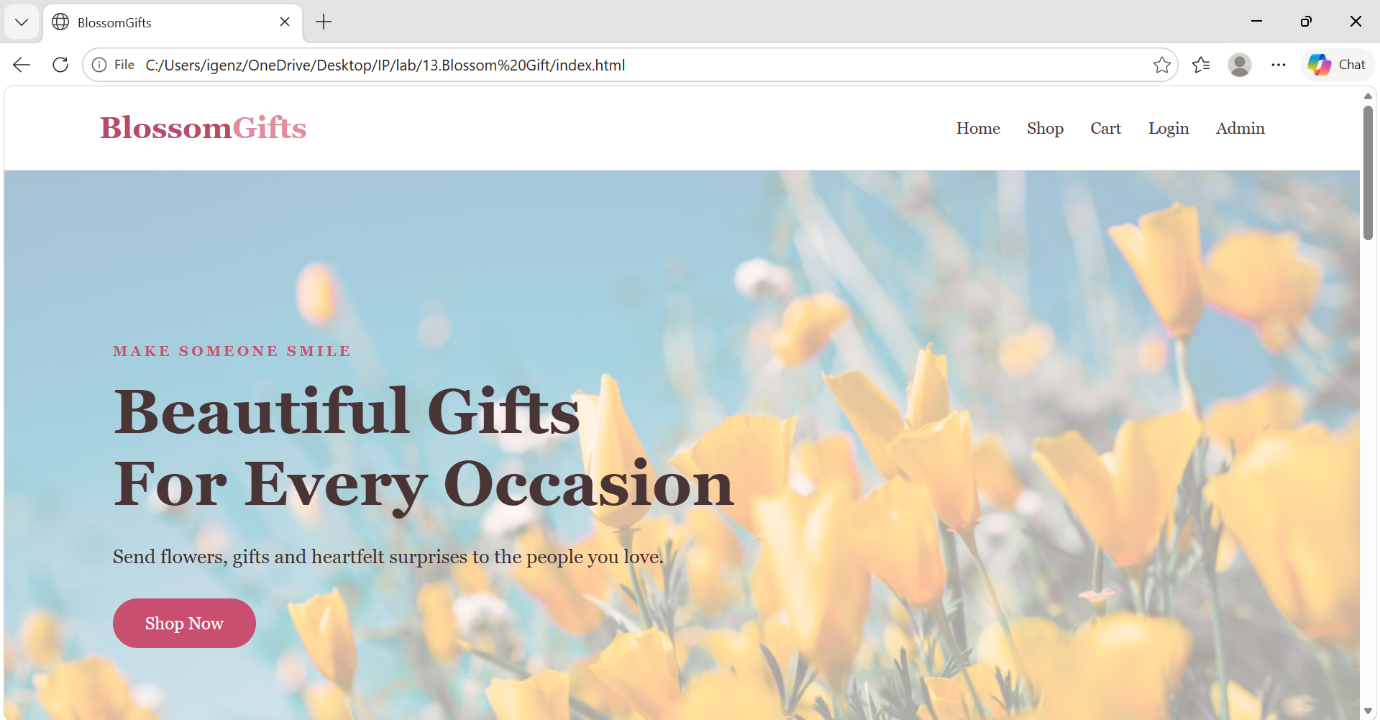 BlossomGifts
File C:/Users/igenz/OneDrive/Desktop/IP/lab/13.Blossom%20Gift/index.html
Chat
BlossomGifts
Home Shop Cart Login Admin
MAKE SOMEONE SMILE
Beautiful Gifts
For Every Occasion
Send flowers, gifts and heartfelt surprises to the people you love.
Shop Now